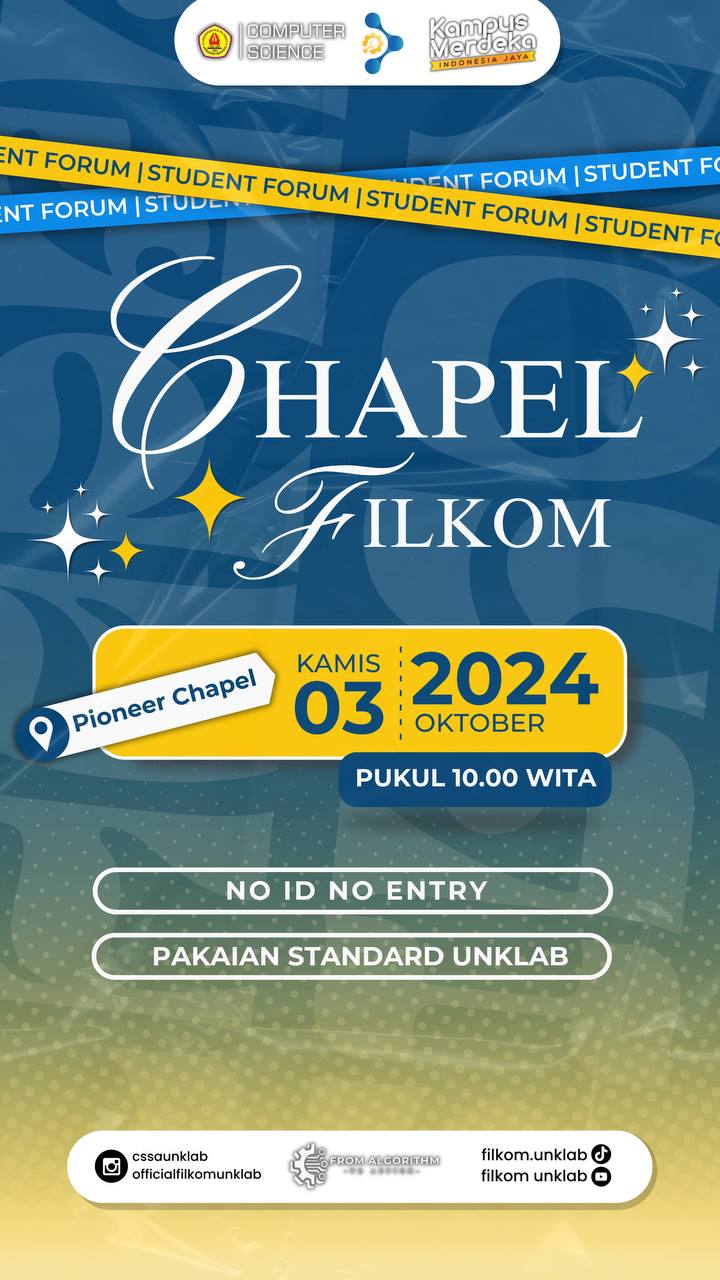 COMPUTER
SCIENCE
Kampus
Merdeka
INDONESIA JAYA
ENT FORUM | STUDENT FORUM | STUDENT FORUM | STUDENT FO
ENT FORUM | STUDENT FORUM | STUDENT FO
CHAPEL
FILKOM
Pioneer Chapel
KAMIS
03
2024
OKTOBER
PUKUL 10.00 WITA
NO ID NO ENTRY
PAKAIAN STANDARD UNKLAB
cssaunklab
officialfilkomunklab
FROM ALGORITHM
-TO ACTION-
filkom.unklab
filkom unklab